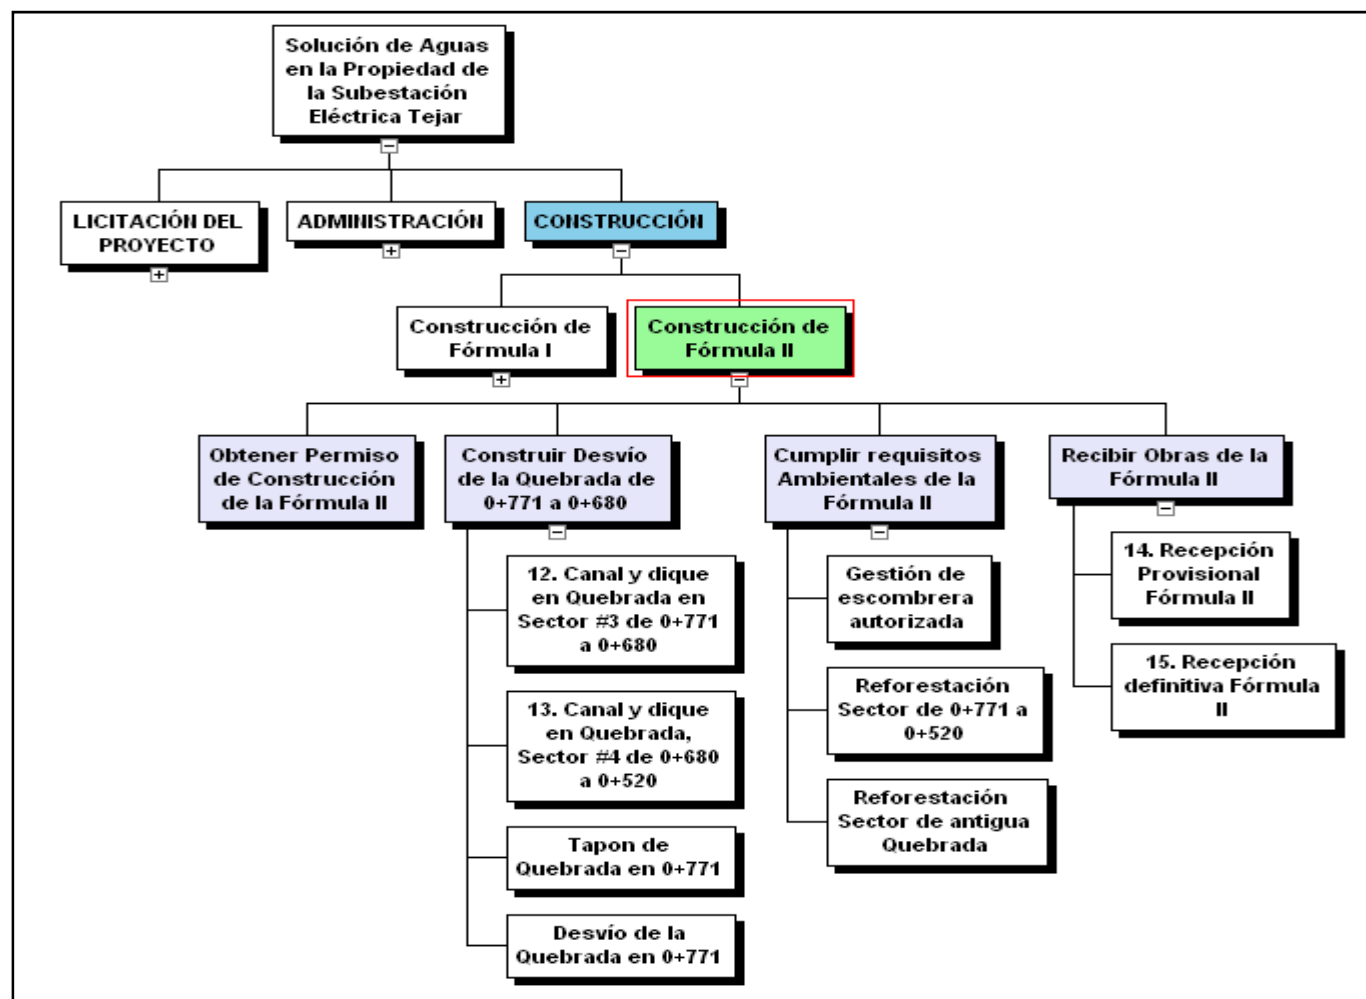 Solución de Aguas
en la Propiedad de
la Subestación
Eléctrica Tejar
LICITACIÓN DEL
PROYECTO
ADMINISTRACIÓN
CONSTRUCCIÓN
Construcción de
Fórmula I
Construcción de
Fórmula II
Obtener Permiso
de Construcción
de la Fórmula II
Construir Desvío
de la Quebrada de
0+771 a 0+680
12. Canal y dique
en Quebrada en
Sector #3 de 0+771
a 0+680
13. Canal y dique
en Quebrada,
Sector #4 de 0+680
a 0+520
Tapon de
Quebrada en 0+771
Desvío de la
Quebrada en 0+771
Cumplir requisitos
Ambientales de la
Fórmula II
Gestión de
escombrera
autorizada
Reforestación
Sector de 0+771 a
0+520
Reforestación
Sector de antigua
Quebrada
Recibir Obras de la
Fórmula II
14. Recepción
Provisional
Fórmula II
15. Recepción
definitiva Fórmula
II